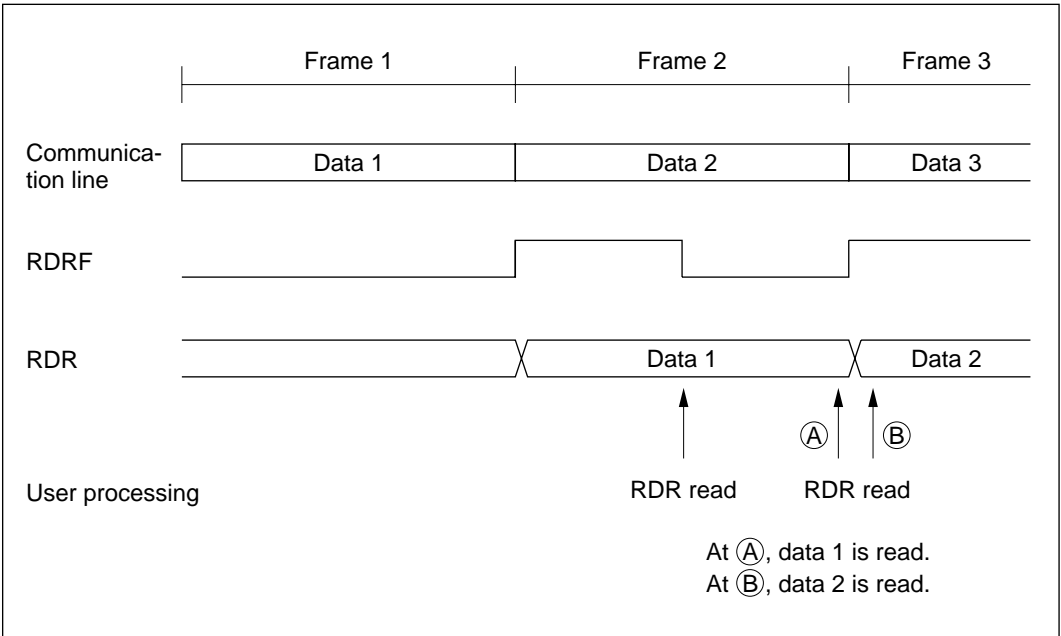 Frame 1 Frame 2 Frame 3
Communica-
tion line
Data 1 Data 2 Data 3
RDRF
RDR Data 1 Data 2
A B
User processing RDR read RDR read
At A, data 1 is read.
At B, data 2 is read.